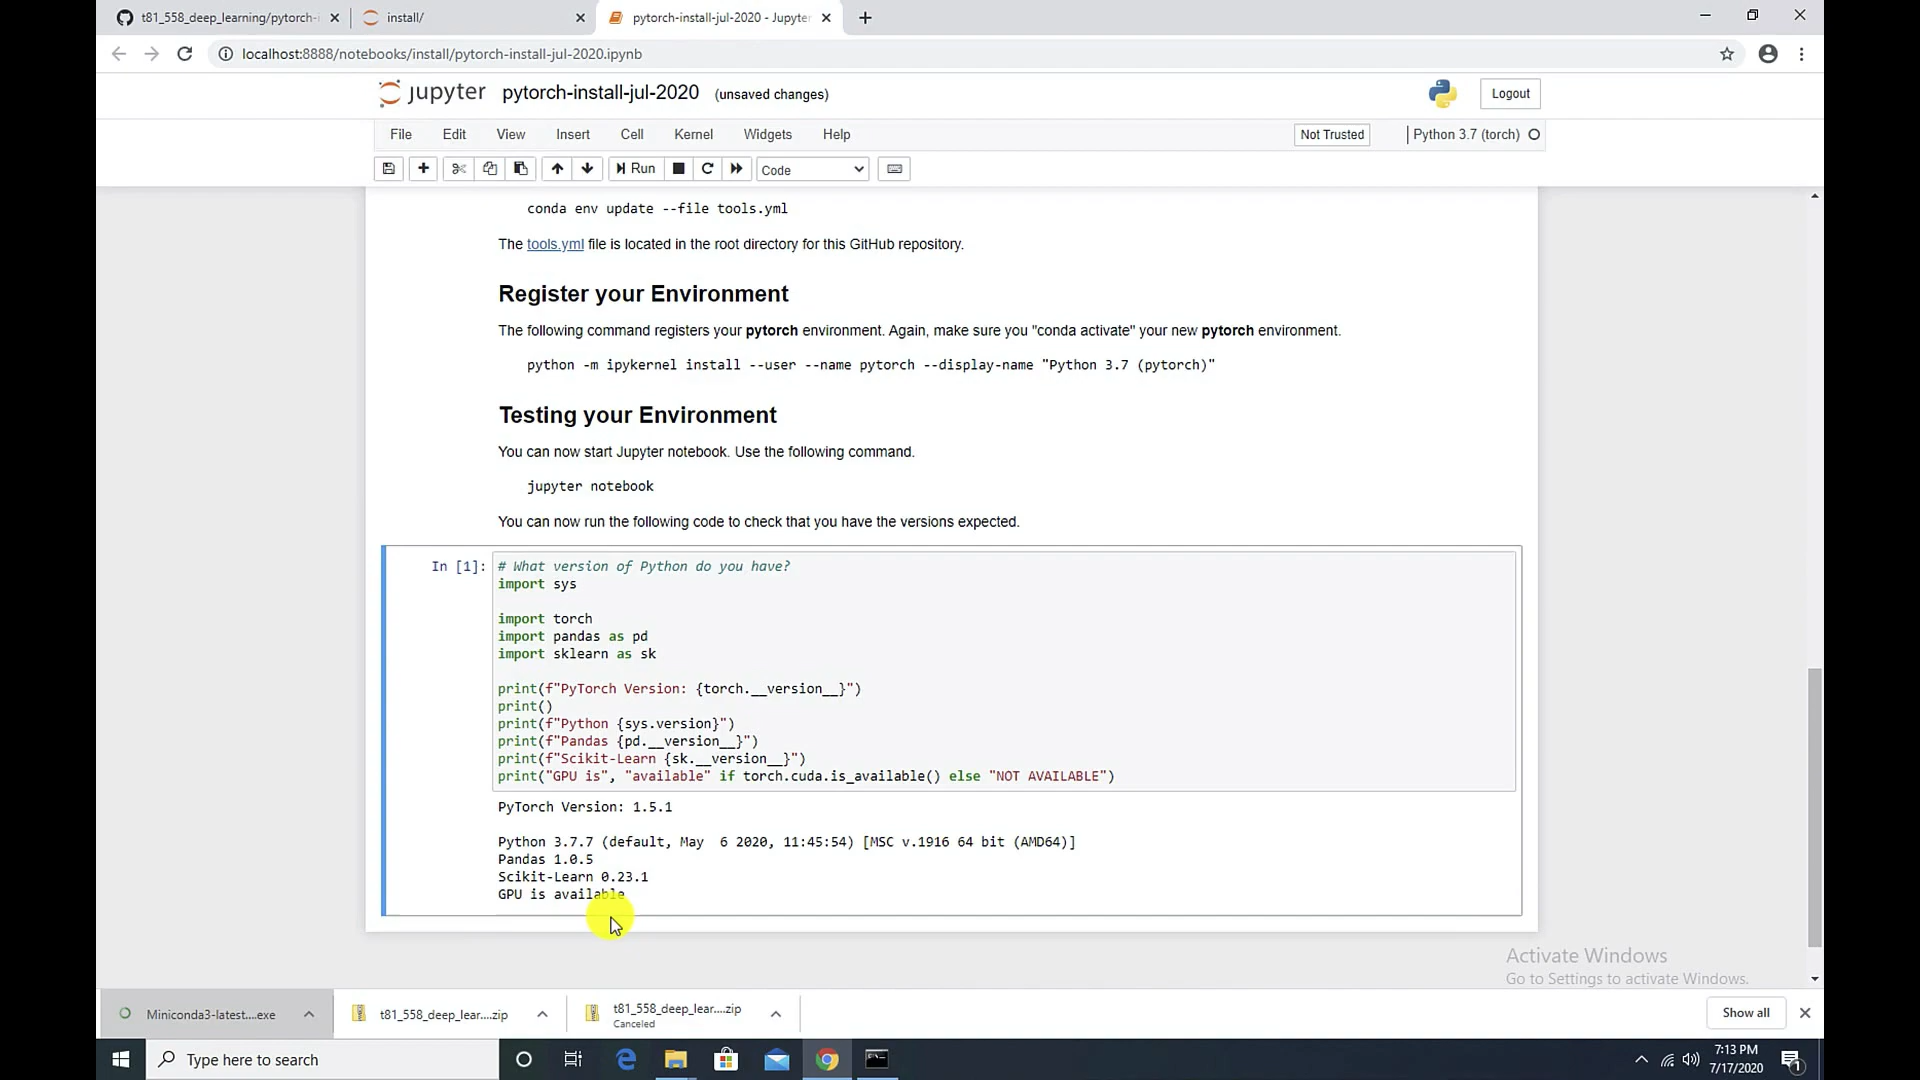 t81_558_deep_learning/pytorch-i
install/
pytorch-install-jul-2020 - Jupyte
localhost:8888/notebooks/install/pytorch-install-jul-2020.ipynb
jupyter pytorch-install-jul-2020 (unsaved changes)
Logout
File Edit View Insert Cell Kernel Widgets Help
Not Trusted
Python 3.7 (torch)
Run
Code
conda env update --file tools.yml
The tools.yml file is located in the root directory for this GitHub repository.
Register your Environment
The following command registers your pytorch environment. Again, make sure you "conda activate" your new pytorch environment.
python -m ipykernel install --user --name pytorch --display-name "Python 3.7 (pytorch)"
Testing your Environment
You can now start Jupyter notebook. Use the following command.
jupyter notebook
You can now run the following code to check that you have the versions expected.
In [1]:
# What version of Python do you have?
import sys
import torch
import pandas as pd
import sklearn as sk
print(f"PyTorch Version: {torch.__version__}")
print()
print(f"Python {sys.version}")
print(f"Pandas {pd.__version__}")
print(f"Scikit-Learn {sk.__version__}")
print("GPU is", "available" if torch.cuda.is_available() else "NOT AVAILABLE")
PyTorch Version: 1.5.1
Python 3.7.7 (default, May  6 2020, 11:45:54) [MSC v.1916 64 bit (AMD64)]
Pandas 1.0.5
Scikit-Learn 0.23.1
GPU is available
Activate Windows
Go to Settings to activate Windows.
Miniconda3-latest....exe
t81_558_deep_lear....zip
t81_558_deep_lear....zip
Canceled
Show all
Type here to search
7:13 PM
7/17/2020
1